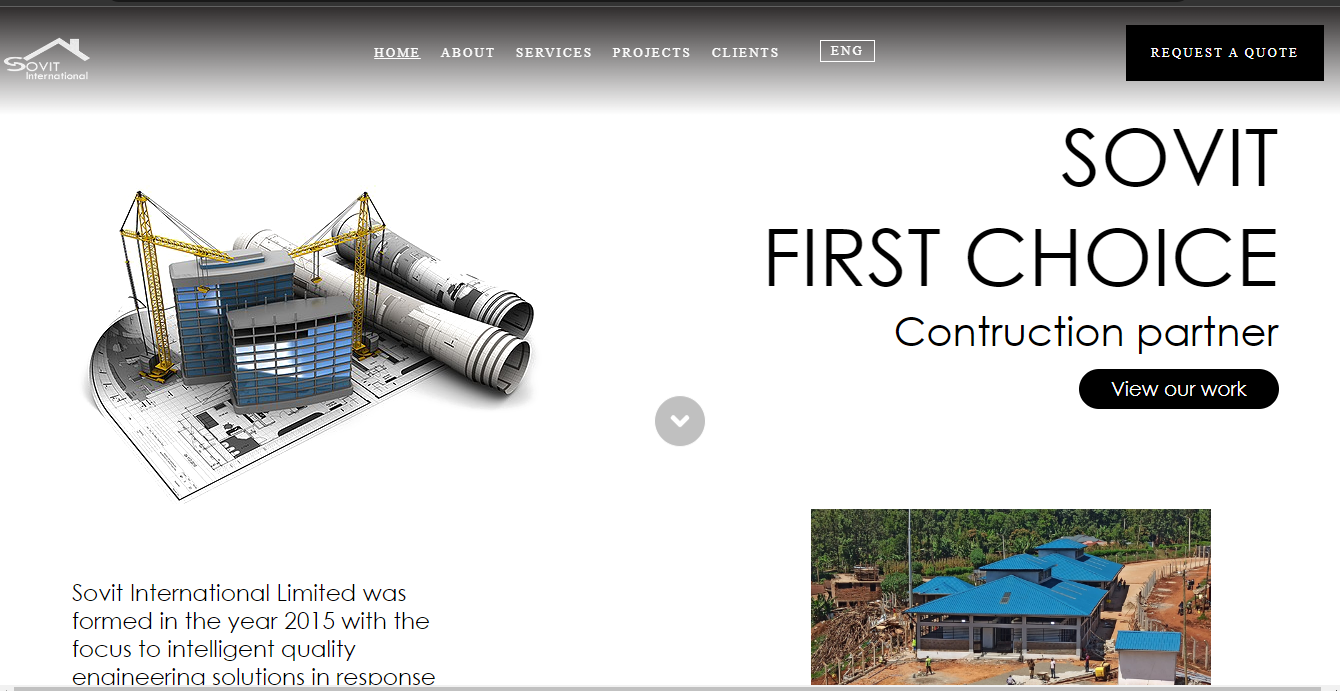 SOVIT
International
HOME ABOUT SERVICES PROJECTS CLIENTS ENG
REQUEST A QUOTE
SOVIT
FIRST CHOICE
Contruction partner
View our work
Sovit International Limited was
formed in the year 2015 with the
focus to intelligent quality
engineering solutions in response